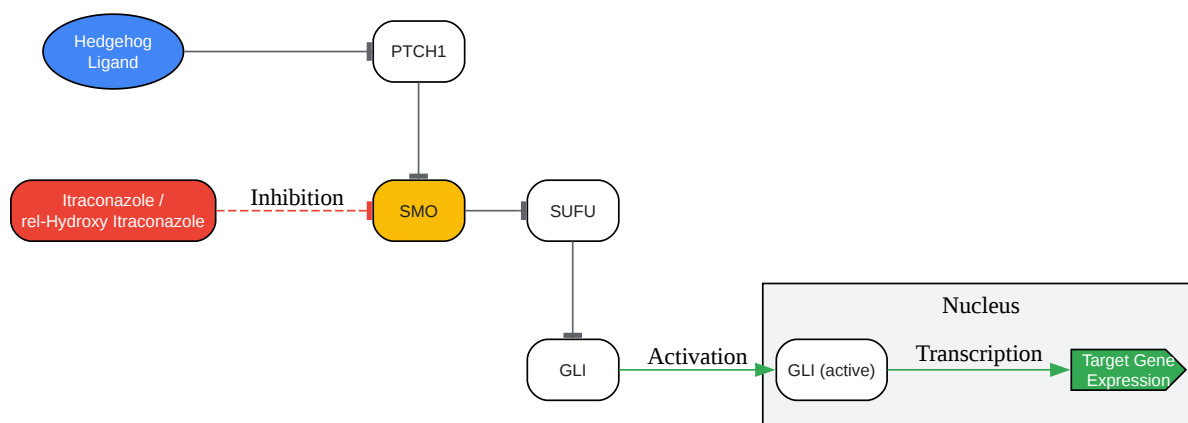 Hedgehog
Ligand
PTCH1
Itraconazole /
rel-Hydroxy Itraconazole
Inhibition
SMO
SUFU
Nucleus
GLI
Activation
GLI (active)
Transcription
Target Gene
Expression